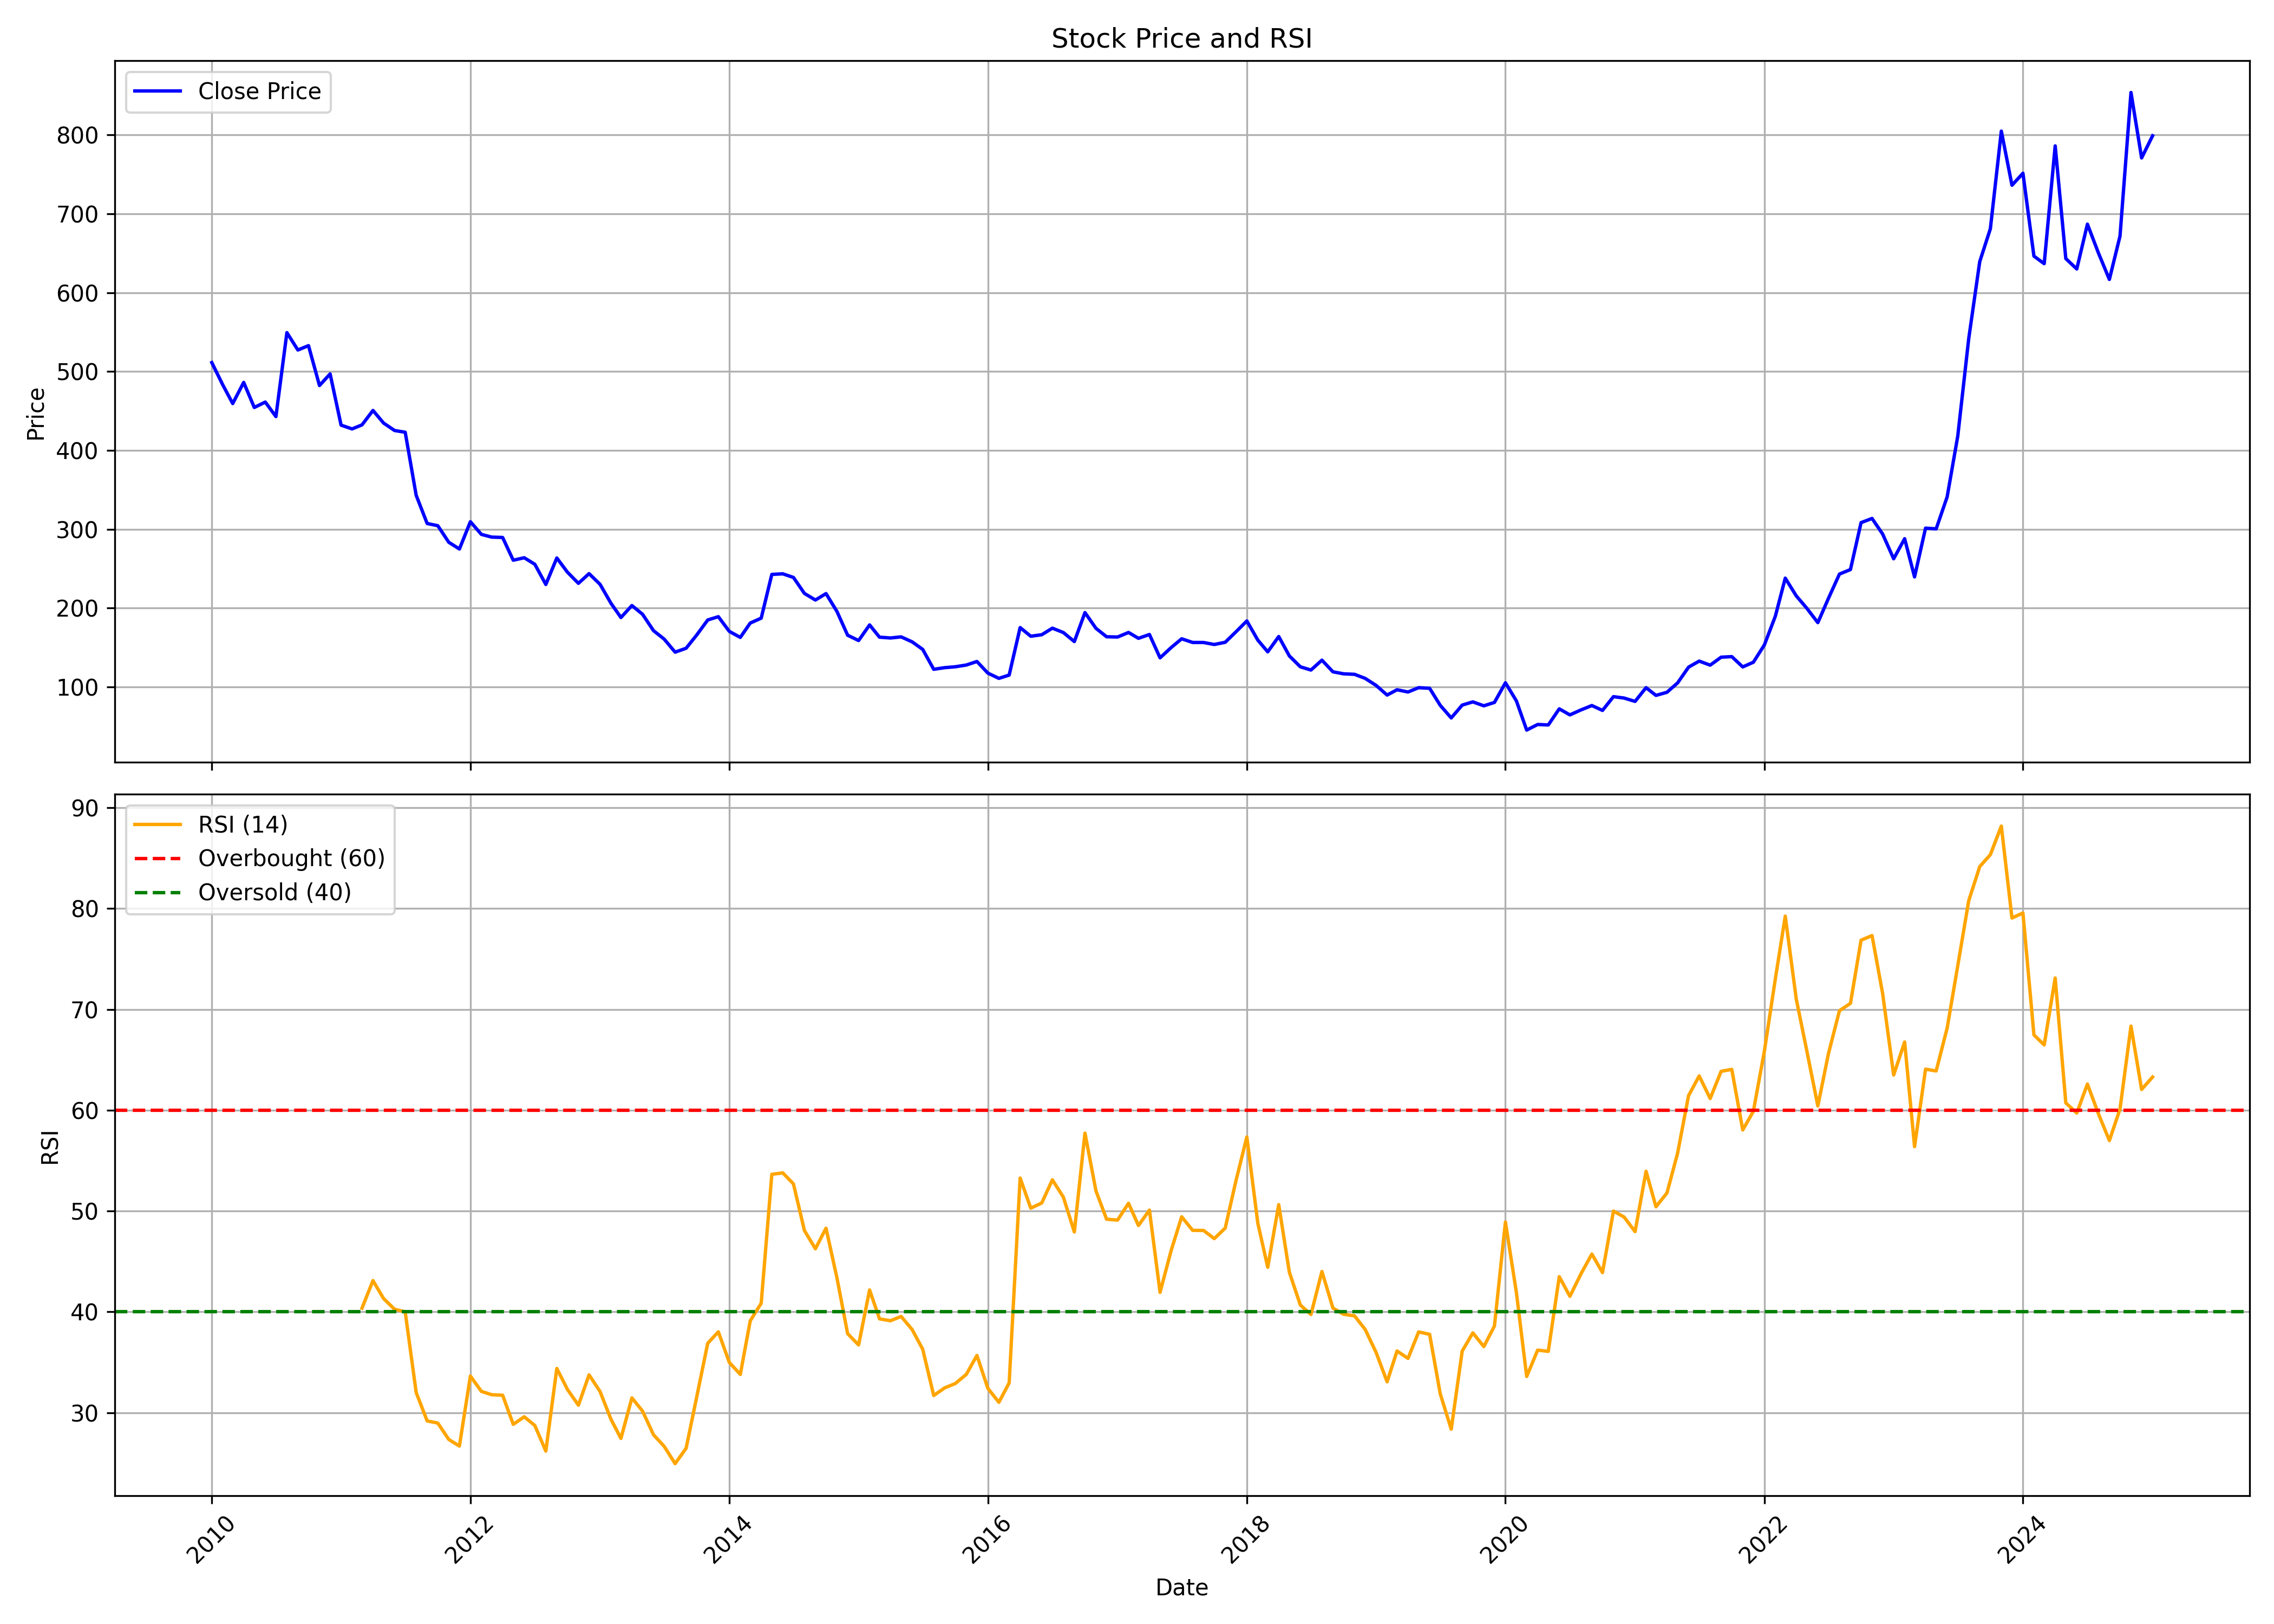 Stock Price and RSI
Close Price
Price
800
700
600
500
400
300
200
100
RSI (14)
Overbought (60)
Oversold (40)
RSI
90
80
70
60
50
40
30
2010
2012
2014
2016
2018
2020
2022
2024
Date